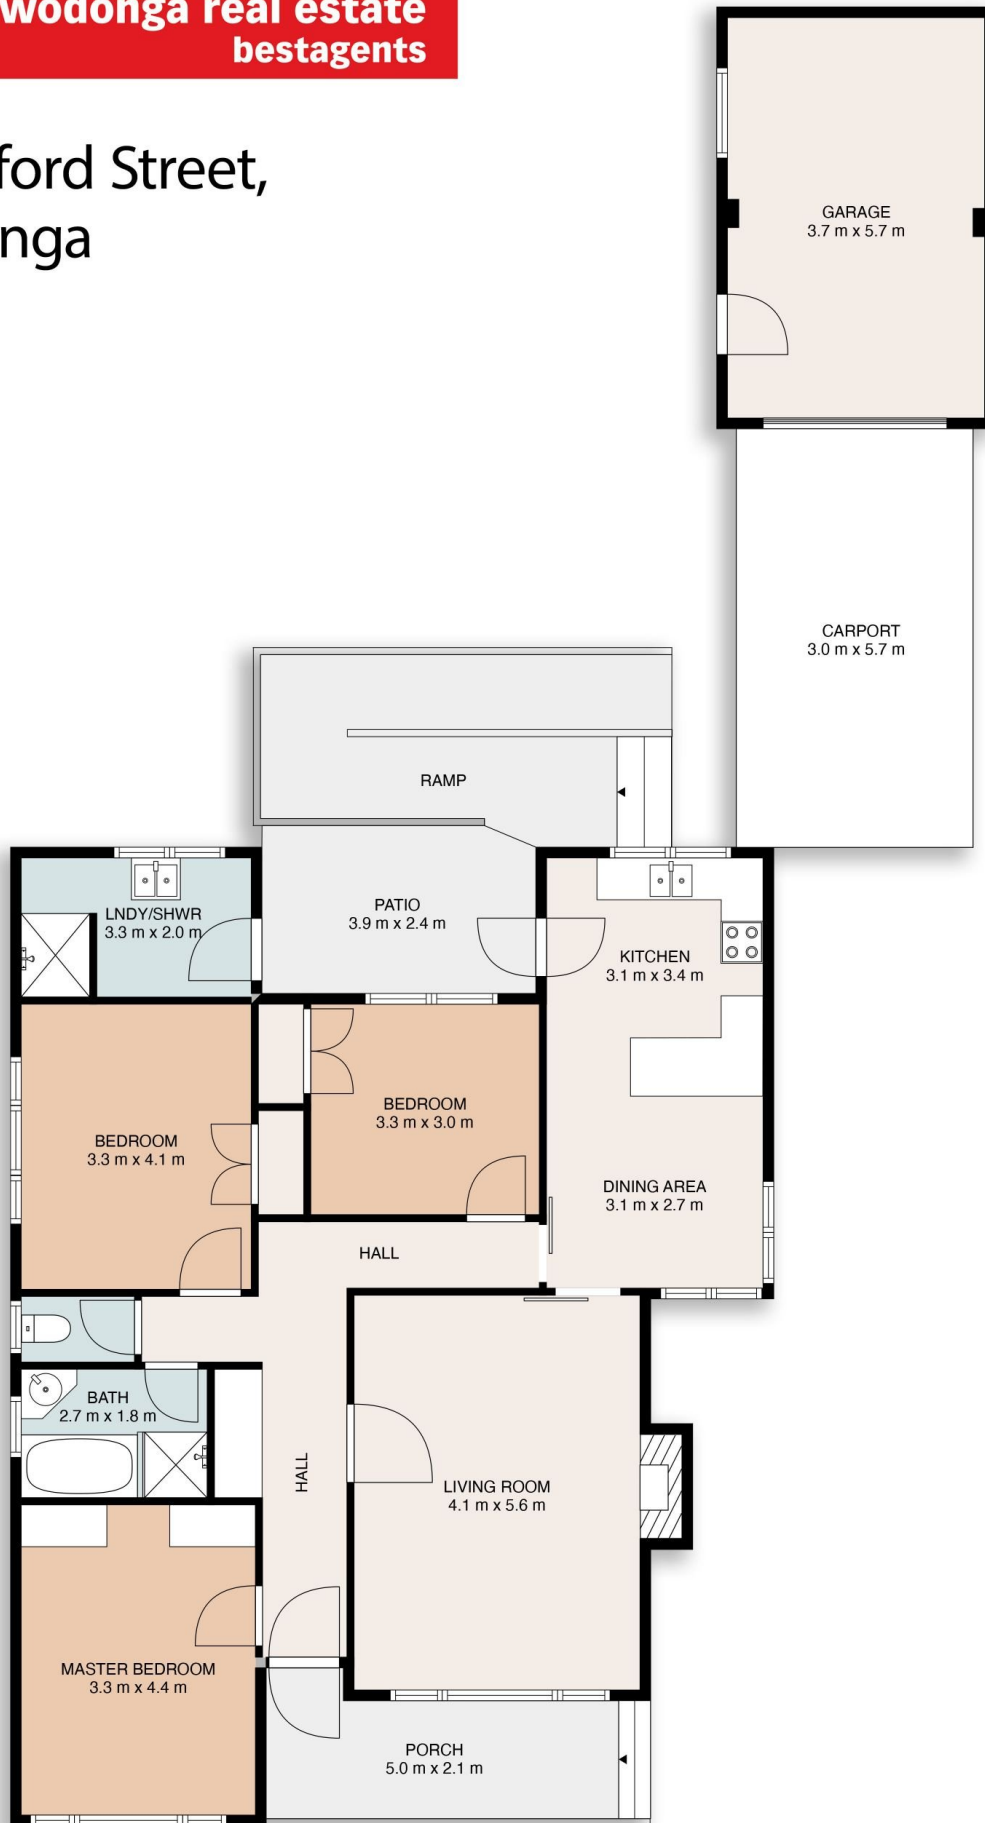 wodonga real estate
bestagents
ford Street,
nga
GARAGE
3.7 m x 5.7 m
CARPORT
3.0 m x 5.7 m
RAMP
PATIO
3.9 m x 2.4 m
LNDY/SHWR
3.3 m x 2.0 m
KITCHEN
3.1 m x 3.4 m
BEDROOM
3.3 m x 3.0 m
BEDROOM
3.3 m x 4.1 m
DINING AREA
3.1 m x 2.7 m
HALL
BATH
2.7 m x 1.8 m
HALL
LIVING ROOM
4.1 m x 5.6 m
MASTER BEDROOM
3.3 m x 4.4 m
PORCH
5.0 m x 2.1 m